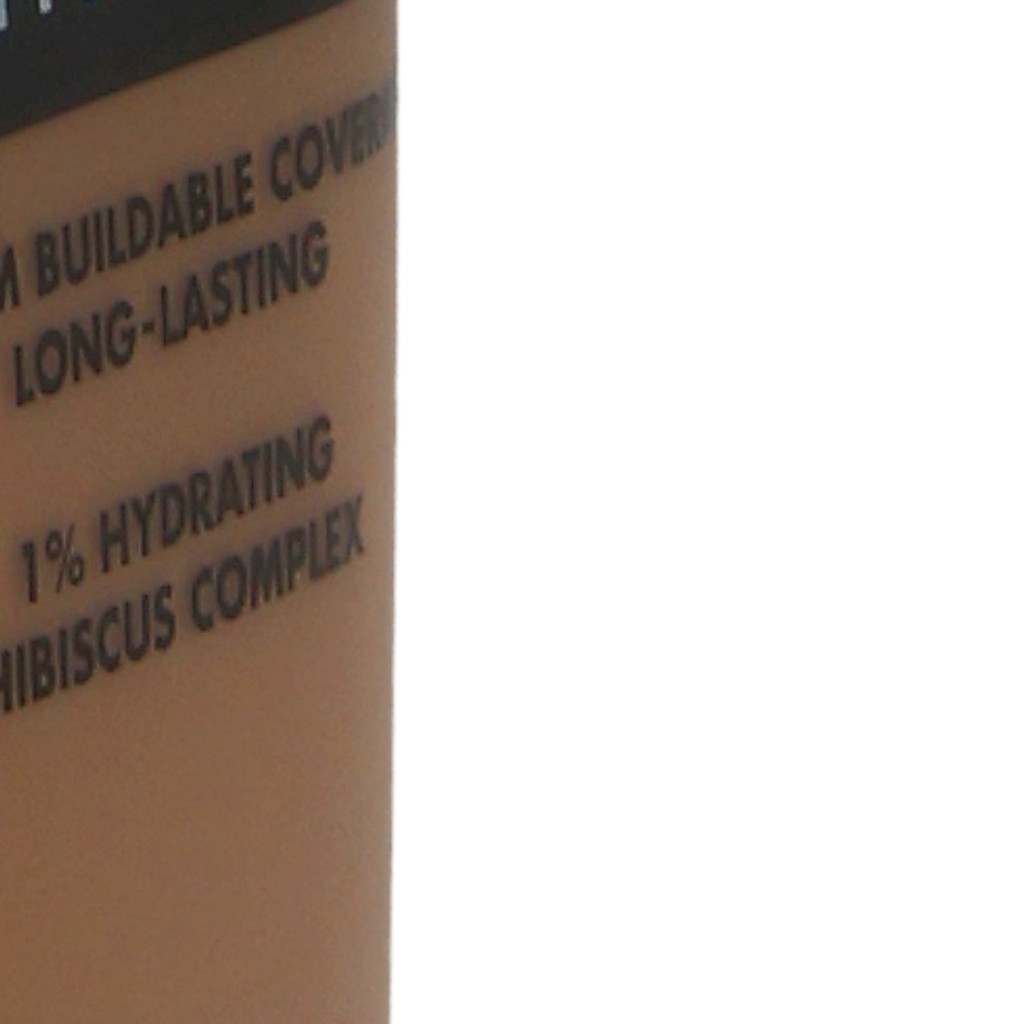 BUILDABLE
LONG-LASTING
1% HYDRATING
HIBISCUS COMPLEX